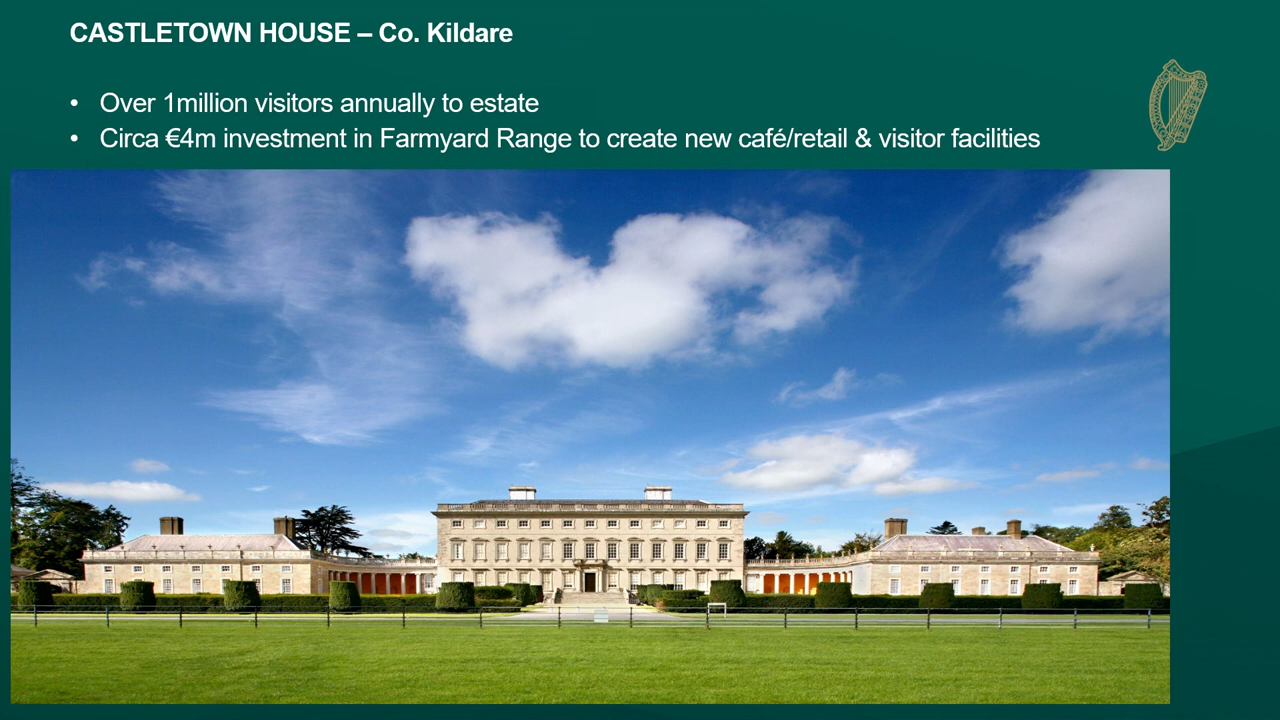 CASTLETOWN HOUSE – Co. Kildare
• Over 1million visitors annually to estate
• Circa €4m investment in Farmyard Range to create new café/retail & visitor facilities